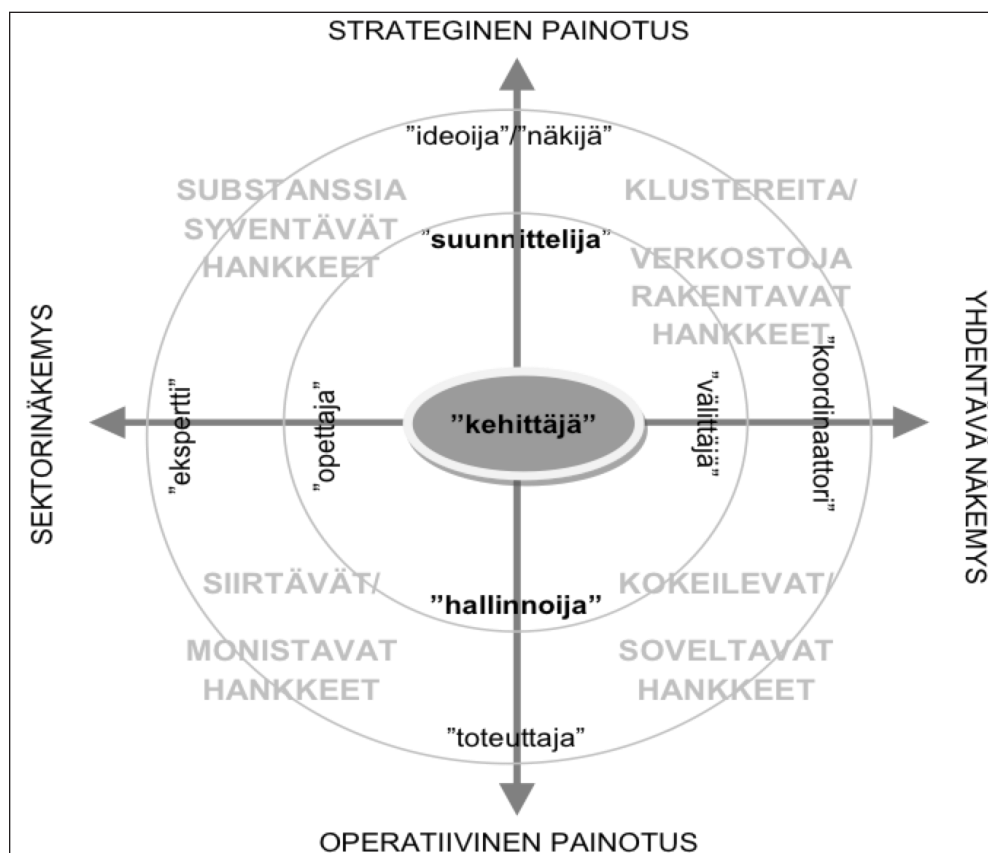 STRATEGINEN PAINOTUS
”ideoija”/”näkijä”
SUBSTANSSIA
SYVENTÄVÄT
HANKKEET
KLUSTEREITA/
VERKOSTOJA
RAKENTAVAT
HANKKEET
”suunnittelija”
SEKTORINÄKEMYS
”ekspertti”
”opettaja”
”kehittäjä”
”välittäjä”
”koordinaattori”
YHDENTÄVÄ NÄKEMYS
SIIRTÄVÄT/
MONISTAVAT
HANKKEET
”hallinnoija”
KOKEILEVAT/
SOVELTAVAT
HANKKEET
”toteuttaja”
OPERATIIVINEN PAINOTUS